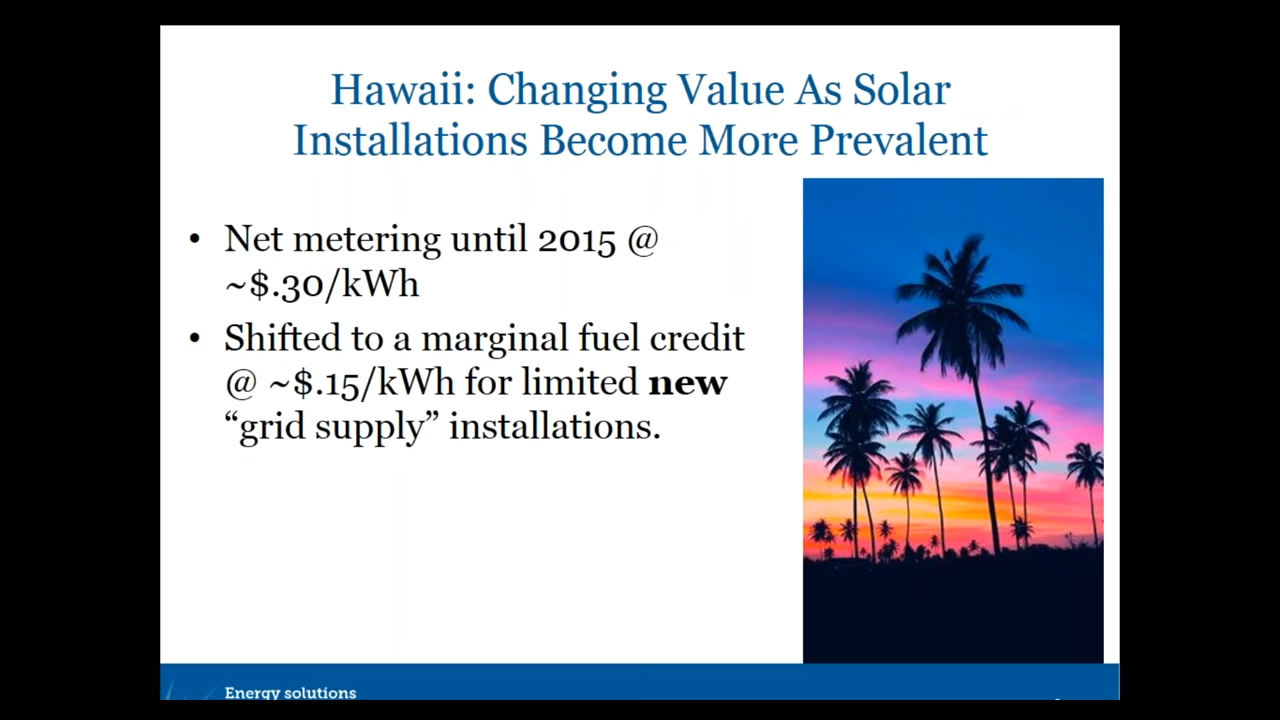 Hawaii: Changing Value As Solar
Installations Become More Prevalent
• Net metering until 2015 @
~$.30/kWh
• Shifted to a marginal fuel credit
@ ~$.15/kWh for limited new
“grid supply” installations.
Energy solutions